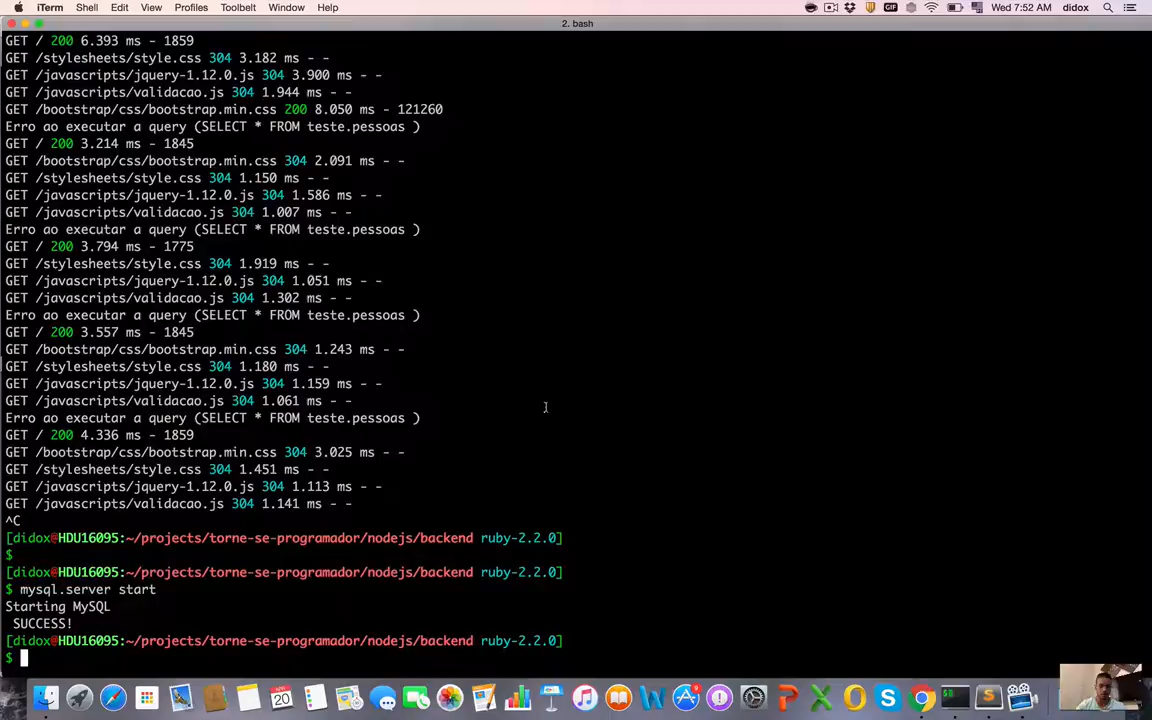 iTerm Shell Edit View Profiles Toolbelt Window Help GIF Wed 7:52 AM didox
2. bash
GET / 200 6.393 ms - 1859
GET /stylesheets/style.css 304 3.182 ms - -
GET /javascripts/jquery-1.12.0.js 304 3.900 ms - -
GET /javascripts/validacao.js 304 1.944 ms - -
GET /bootstrap/css/bootstrap.min.css 200 8.050 ms - 121260
Erro ao executar a query (SELECT * FROM teste.pessoas )
GET / 200 3.214 ms - 1845
GET /bootstrap/css/bootstrap.min.css 304 2.091 ms - -
GET /stylesheets/style.css 304 1.150 ms - -
GET /javascripts/jquery-1.12.0.js 304 1.586 ms - -
GET /javascripts/validacao.js 304 1.007 ms - -
Erro ao executar a query (SELECT * FROM teste.pessoas )
GET / 200 3.794 ms - 1775
GET /stylesheets/style.css 304 1.919 ms - -
GET /javascripts/jquery-1.12.0.js 304 1.051 ms - -
GET /javascripts/validacao.js 304 1.302 ms - -
Erro ao executar a query (SELECT * FROM teste.pessoas )
GET / 200 3.557 ms - 1845
GET /bootstrap/css/bootstrap.min.css 304 1.243 ms - -
GET /stylesheets/style.css 304 1.180 ms - -
GET /javascripts/jquery-1.12.0.js 304 1.159 ms - -
GET /javascripts/validacao.js 304 1.061 ms - -
Erro ao executar a query (SELECT * FROM teste.pessoas )
GET / 200 4.336 ms - 1859
GET /bootstrap/css/bootstrap.min.css 304 3.025 ms - -
GET /stylesheets/style.css 304 1.451 ms - -
GET /javascripts/jquery-1.12.0.js 304 1.113 ms - -
GET /javascripts/validacao.js 304 1.141 ms - -
^C
[didox@HDU16095:~/projects/torne-se-programador/nodejs/backend ruby-2.2.0]
$
[didox@HDU16095:~/projects/torne-se-programador/nodejs/backend ruby-2.2.0]
$ mysql.server start
Starting MySQL
SUCCESS!
[didox@HDU16095:~/projects/torne-se-programador/nodejs/backend ruby-2.2.0]
$